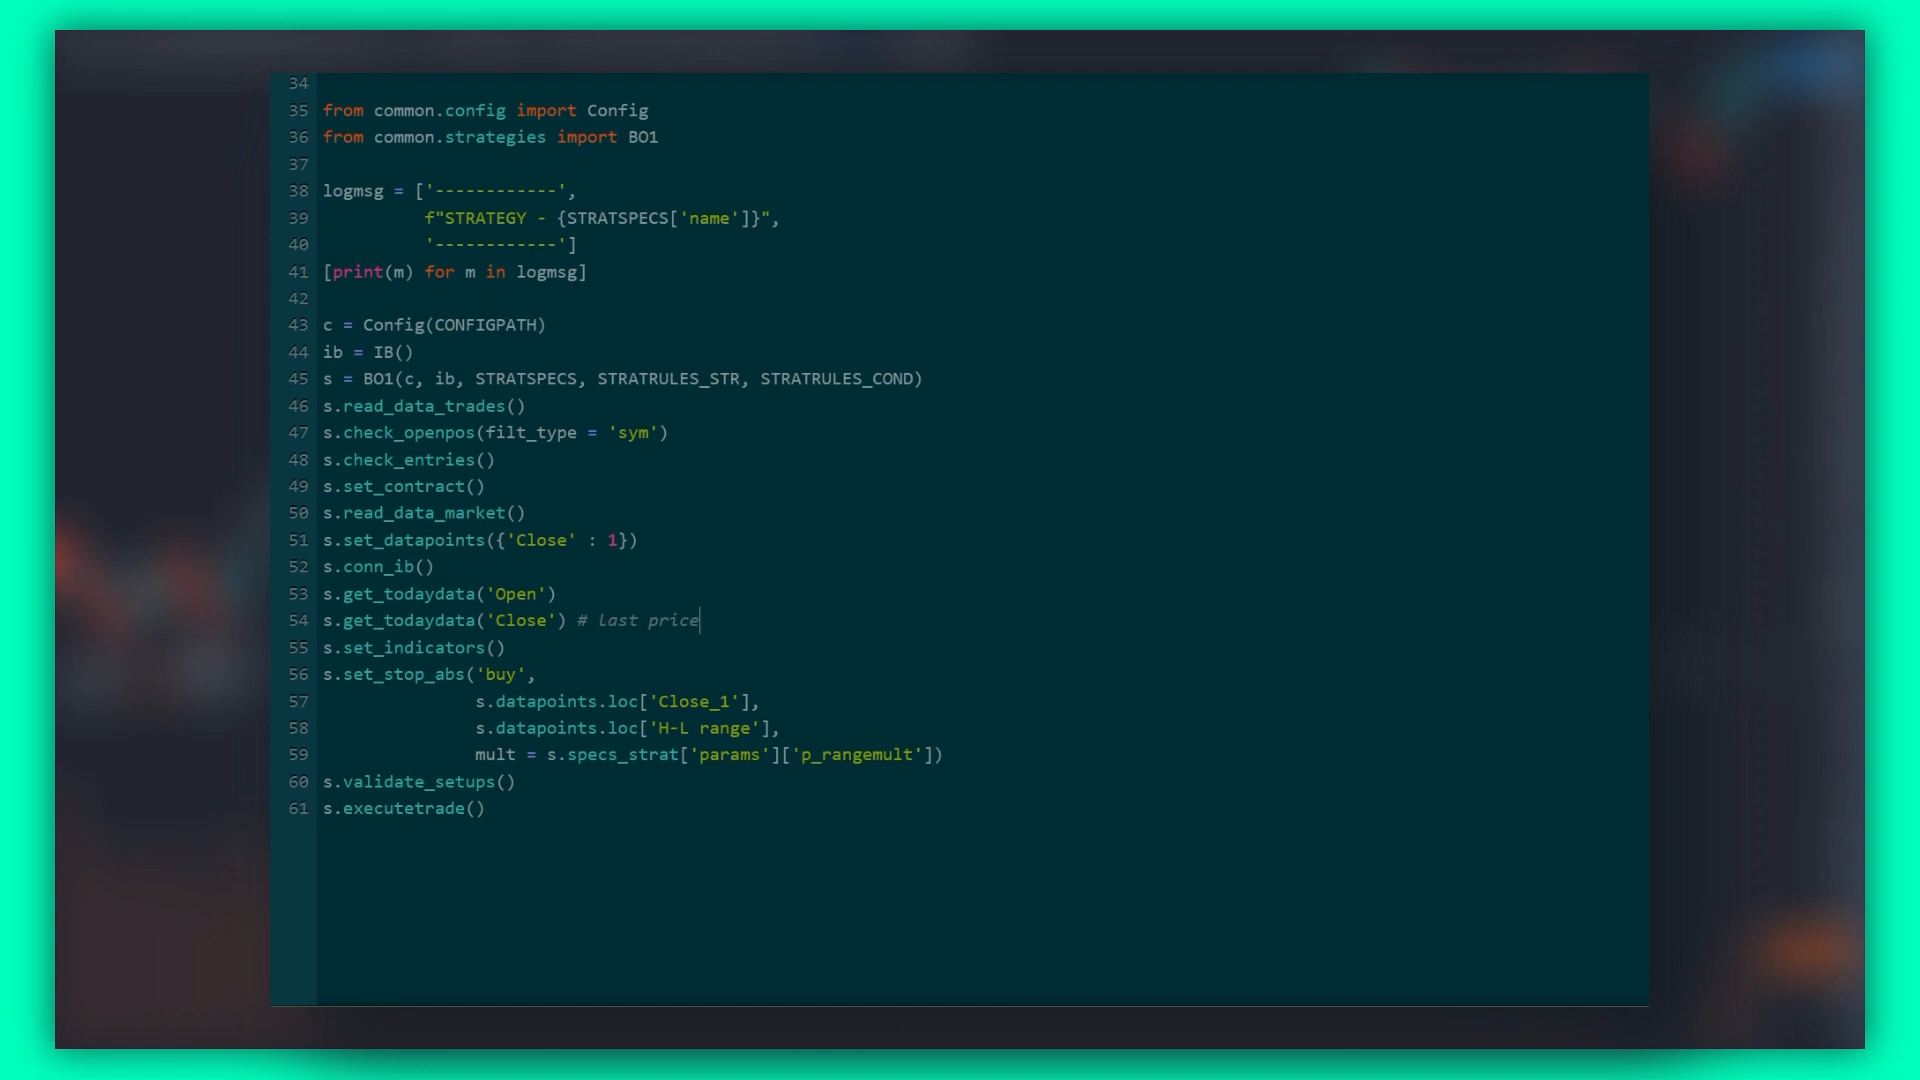 34
35 from common.config import Config
36 from common.strategies import BO1
37
38 logmsg = ['------------',
39           f"STRATEGY - {STRATSPECS['name']}",
40           '------------']
41 [print(m) for m in logmsg]
42
43 c = Config(CONFIGPATH)
44 ib = IB()
45 s = BO1(c, ib, STRATSPECS, STRATRULES_STR, STRATRULES_COND)
46 s.read_data_trades()
47 s.check_openpos(filt_type = 'sym')
48 s.check_entries()
49 s.set_contract()
50 s.read_data_market()
51 s.set_datapoints({'Close' : 1})
52 s.conn_ib()
53 s.get_todaydata('Open')
54 s.get_todaydata('Close') # last price
55 s.set_indicators()
56 s.set_stop_abs('buy',
57                s.datapoints.loc['Close_1'],
58                s.datapoints.loc['H-L range'],
59                mult = s.specs_strat['params']['p_rangemult'])
60 s.validate_setups()
61 s.executetrade()